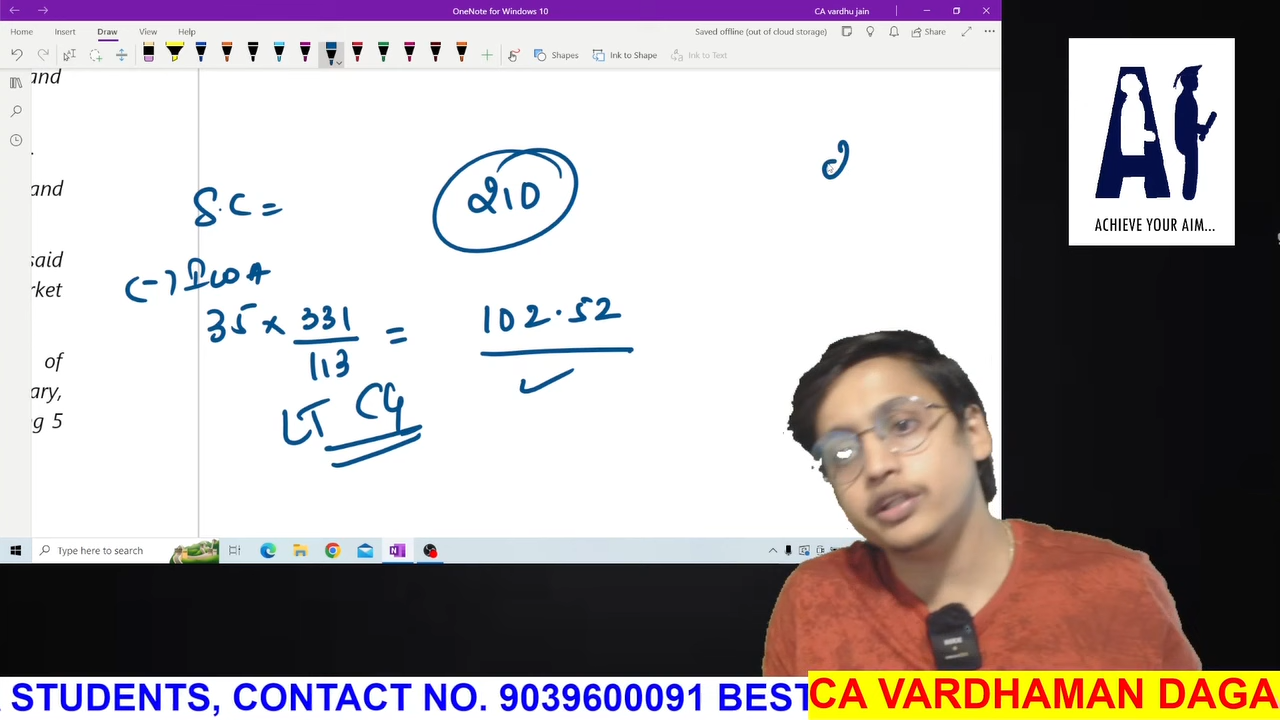 OneNote for Windows 10
CA vardhu jain
Home Insert Draw View Help
Saved offline (out of cloud storage)
Share
Shapes
Ink to Shape
Ink to Text
and
and
said
rket
of
ary,
ng 5
S.C =
210
(-) ICOA
35 × 331/113 = 102.52
LT CG
ACHIEVE YOUR AIM...
Type here to search
STUDENTS, CONTACT NO. 9039600091 BEST
CA VARDHAMAN DAGA